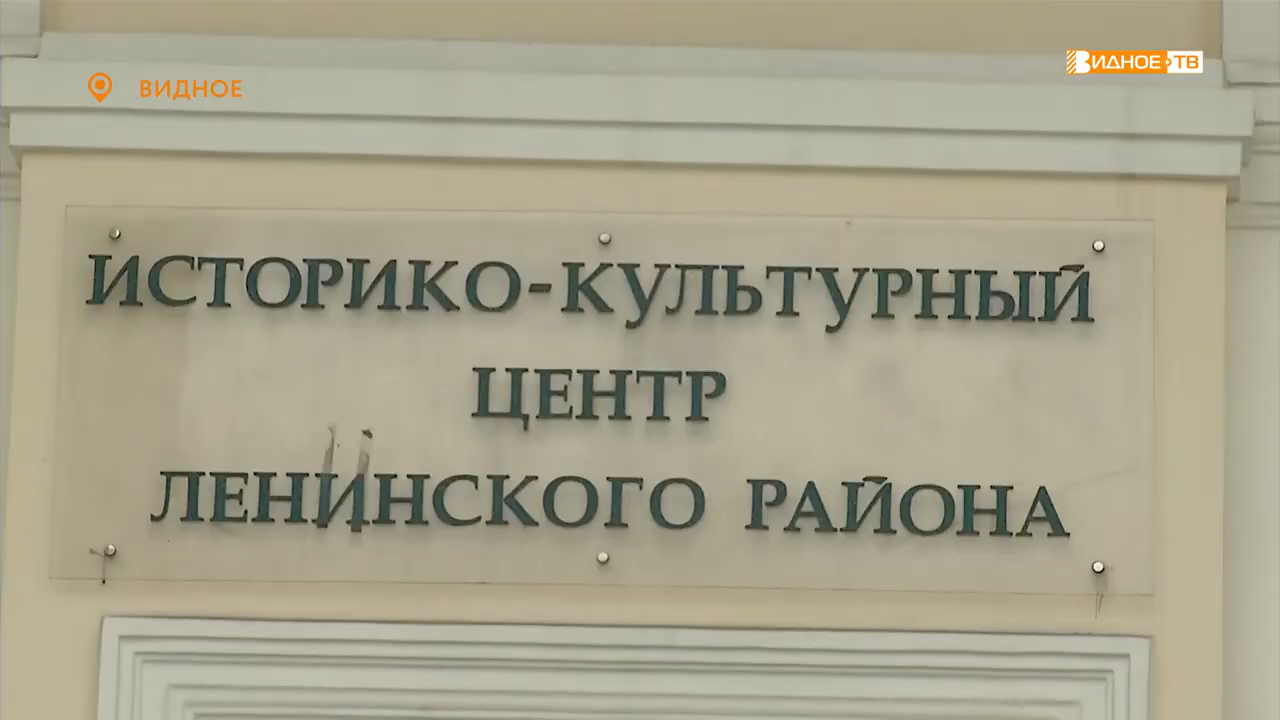 ВИДНОЕ
ВИДНОЕ ТВ
ИСТОРИКО-КУЛЬТУРНЫЙ
ЦЕНТР
ЛЕНИНСКОГО РАЙОНА